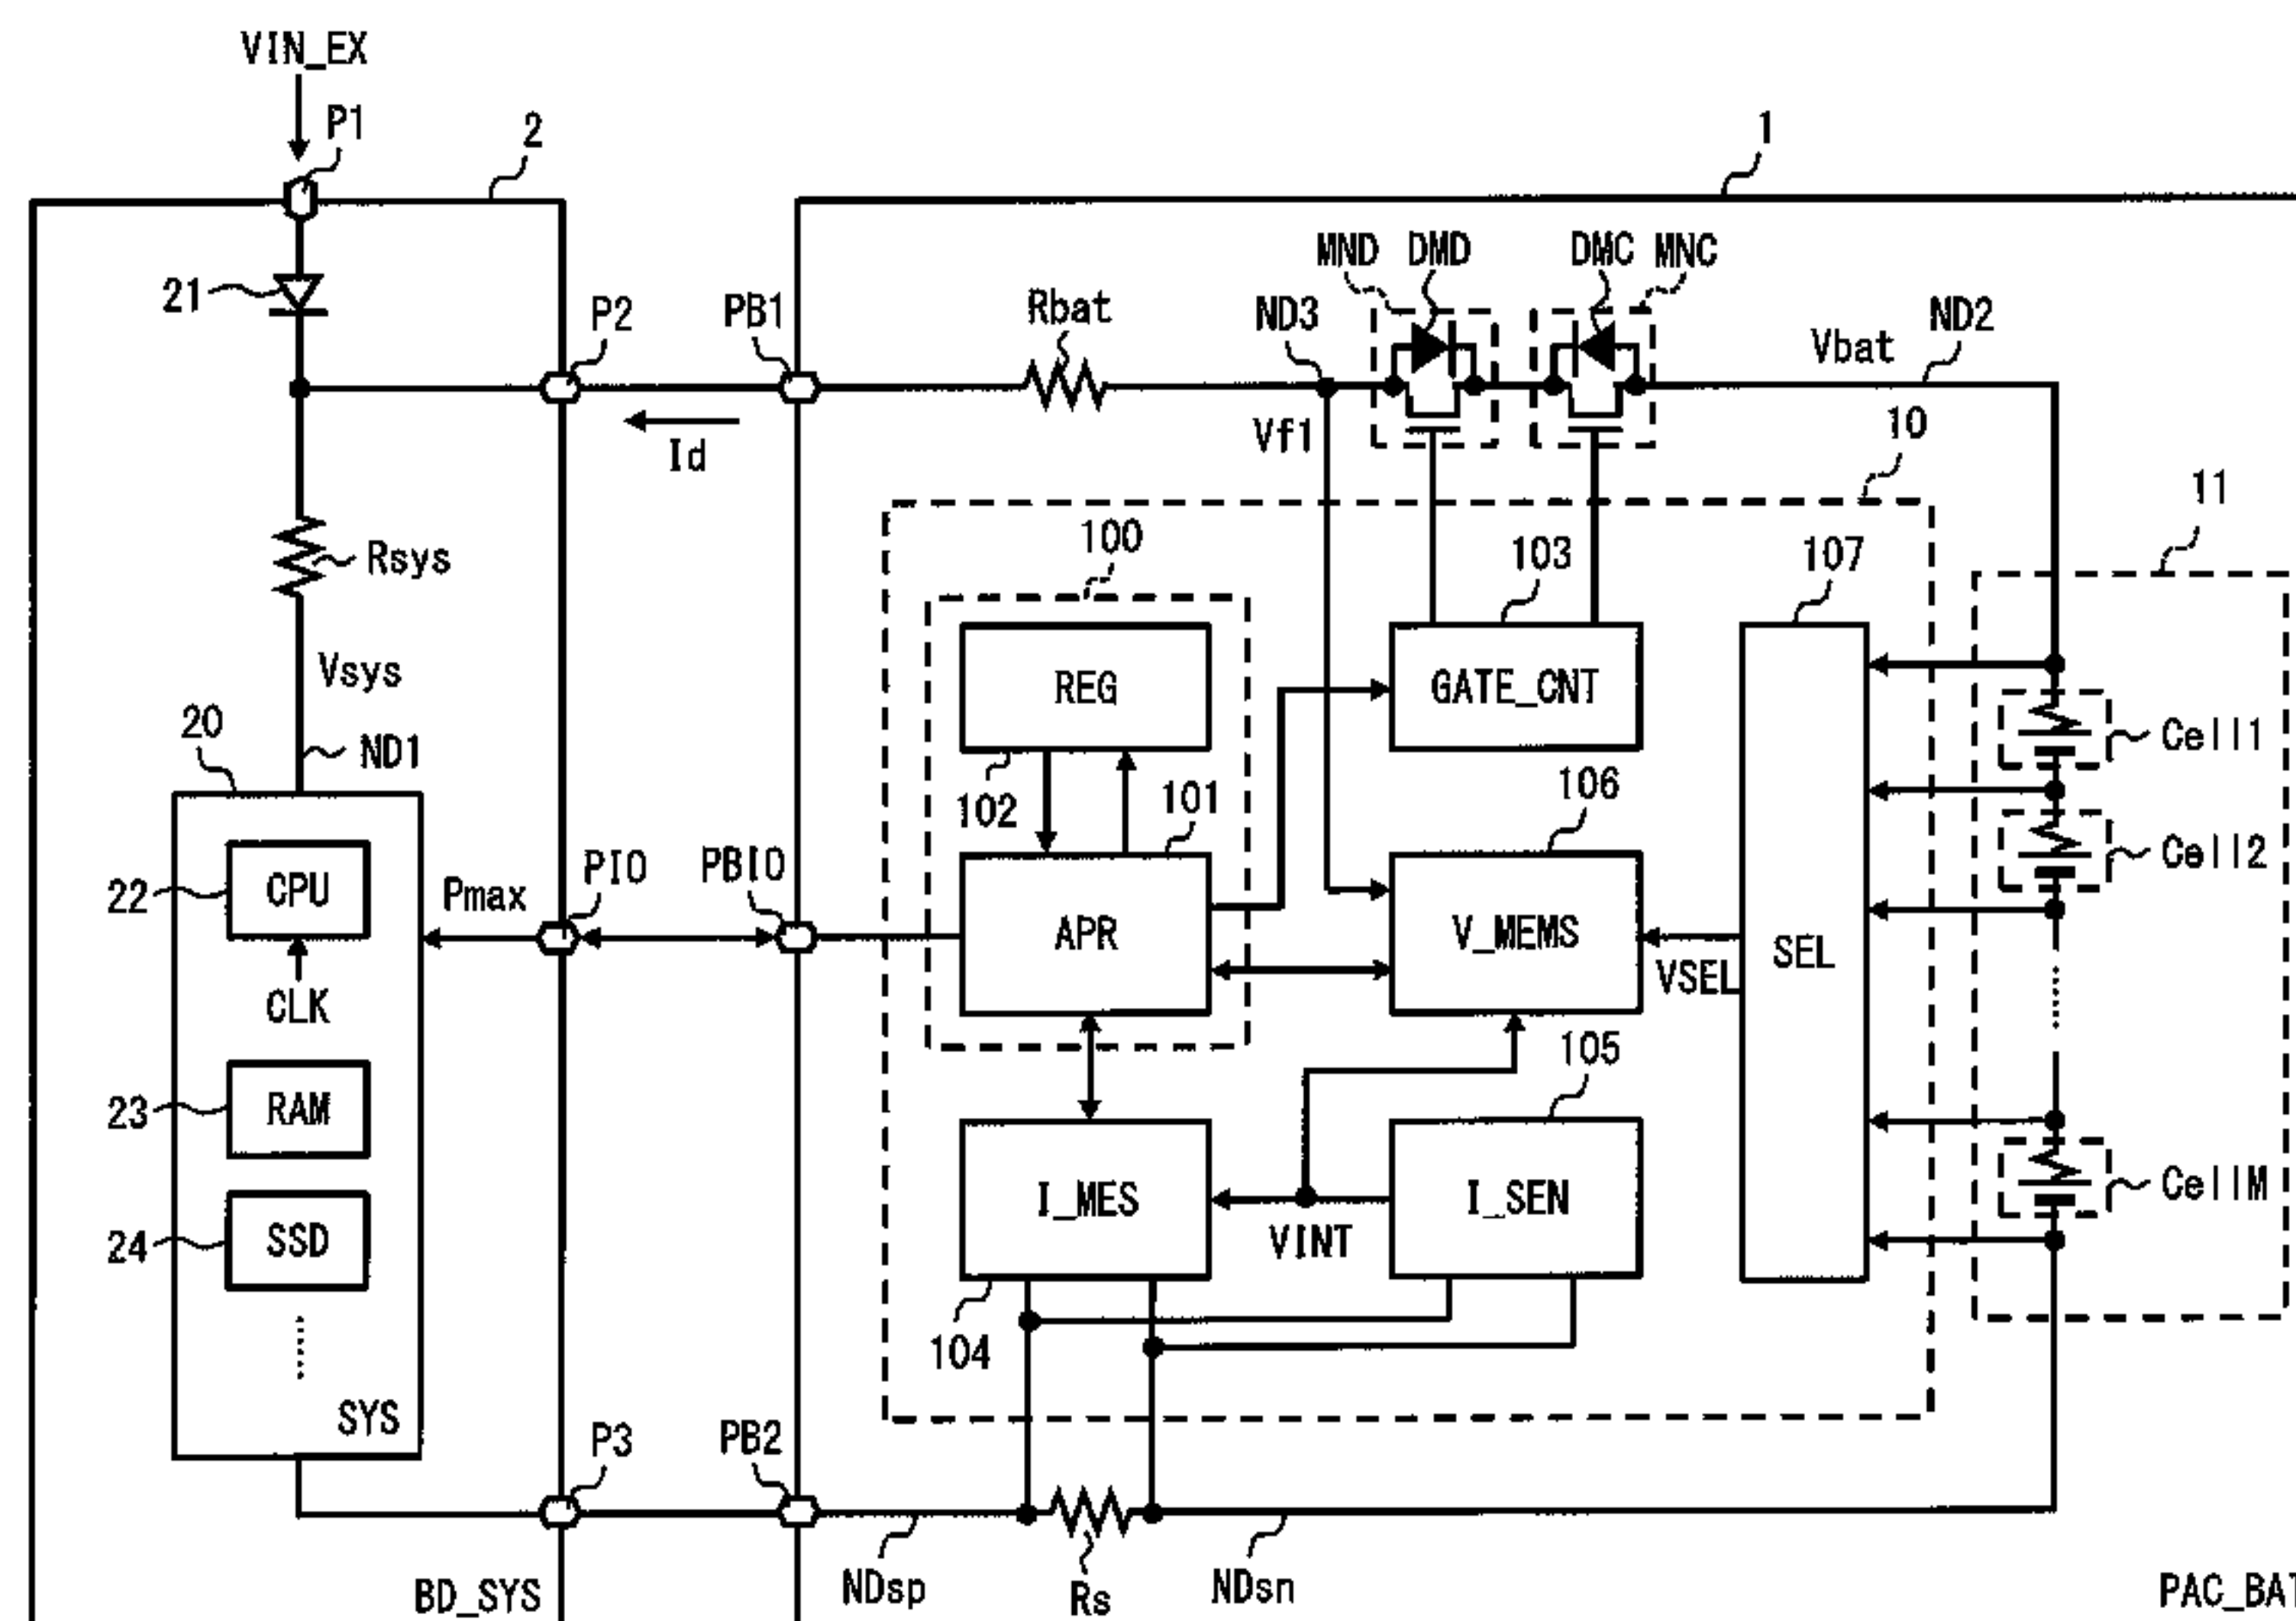 VIN_EX
P1
2
1
MND
DMD
DMC
MNC
21
P2
PB1
Rbat
ND3
Vbat
ND2
Id
Vf1
10
11
Rsys
100
103
107
Vsys
REG
GATE_CNT
Cell1
20
ND1
102
101
106
Cell2
22
CPU
Pmax
PIO
PBIO
APR
V_MEMS
VSEL
SEL
CLK
105
23
RAM
I_MES
I_SEN
CellM
24
SSD
VINT
104
SYS
P3
PB2
NDsp
Rs
NDsn
BD_SYS
PAC_BAT